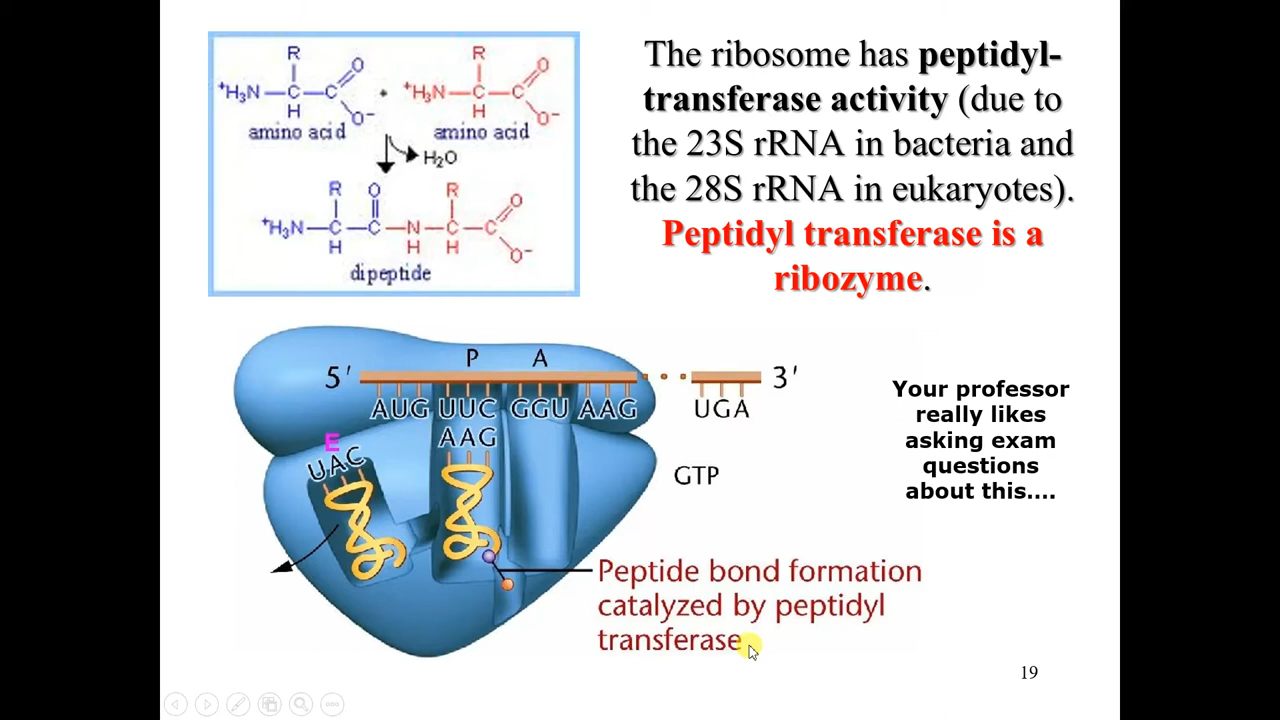 R O R O
⁺H₃N—C—C • ⁺H₃N—C—C
H O⁻ H O⁻
amino acid amino acid
H₂O
R O R O
⁺H₃N—C—C—N—C—C
H H H O⁻
dipeptide
The ribosome has peptidyl-
transferase activity (due to
the 23S rRNA in bacteria and
the 28S rRNA in eukaryotes).
Peptidyl transferase is a
ribozyme.
P A
5′ 3′
AUG UUC GGU AAG UGA
AAG
E
UAC
GTP
Your professor
really likes
asking exam
questions
about this....
Peptide bond formation
catalyzed by peptidyl
transferase
19